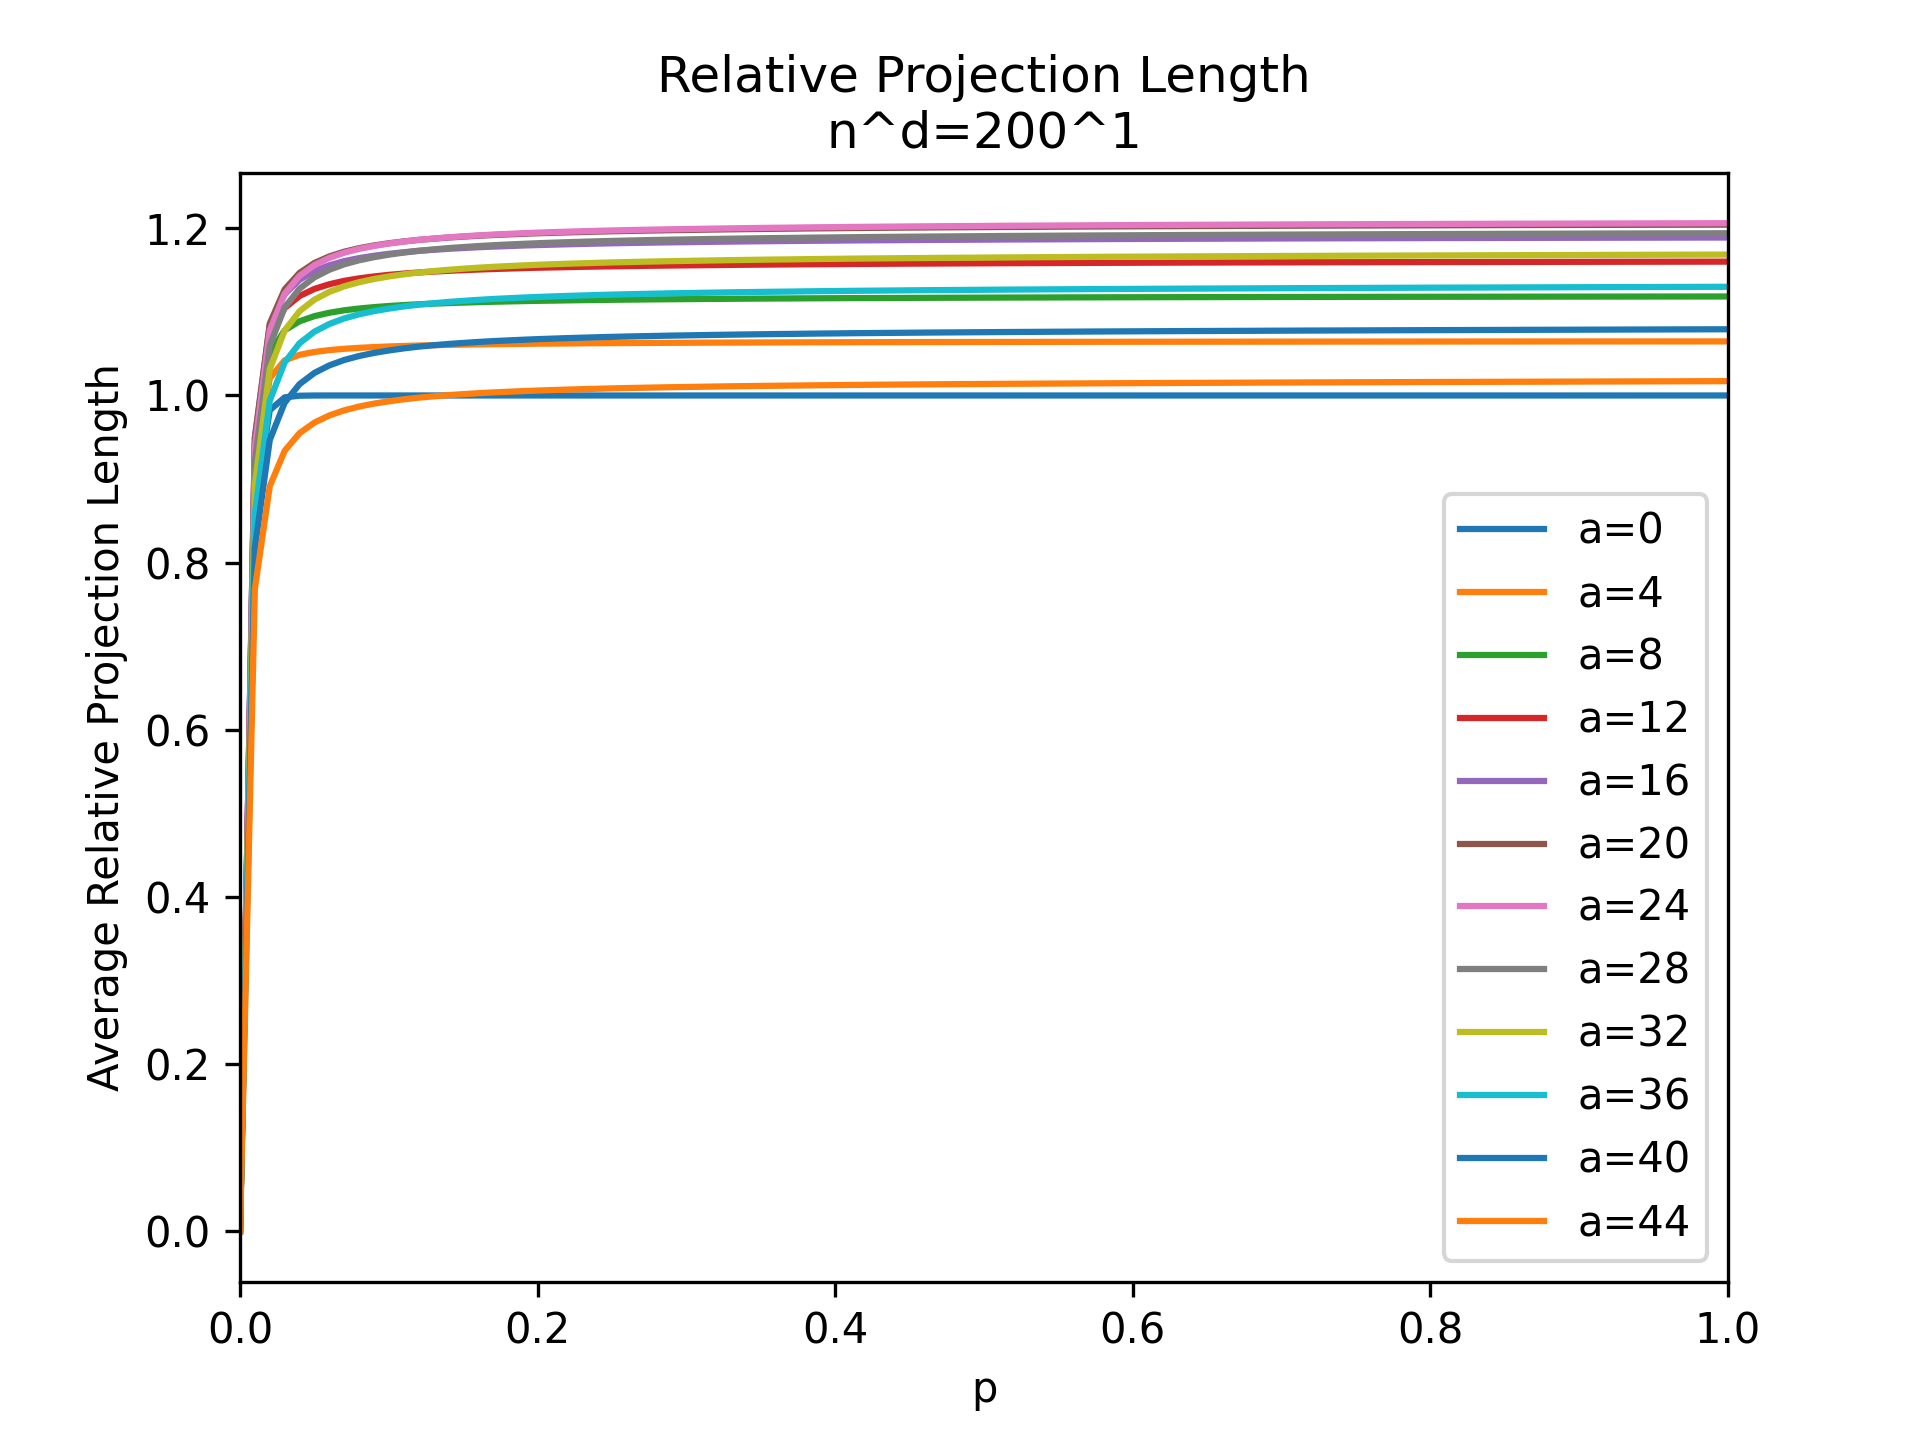 Relative Projection Length
n^d=200^1
Average Relative Projection Length
1.2
1.0
0.8
0.6
0.4
0.2
0.0
a=0
a=4
a=8
a=12
a=16
a=20
a=24
a=28
a=32
a=36
a=40
a=44
0.0 0.2 0.4 0.6 0.8 1.0
p